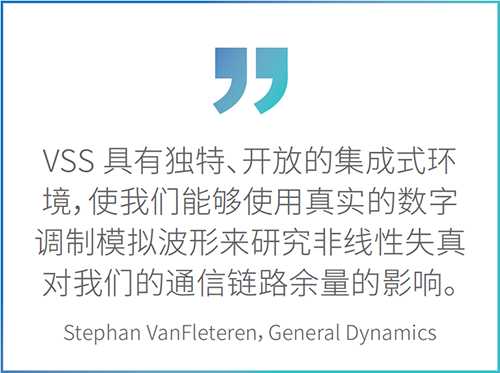 VSS 具有独特、开放的集成式环
境，使我们能够使用真实的数字
调制模拟波形来研究非线性失真
对我们的通信链路余量的影响。
Stephan VanFleteren，General Dynamics